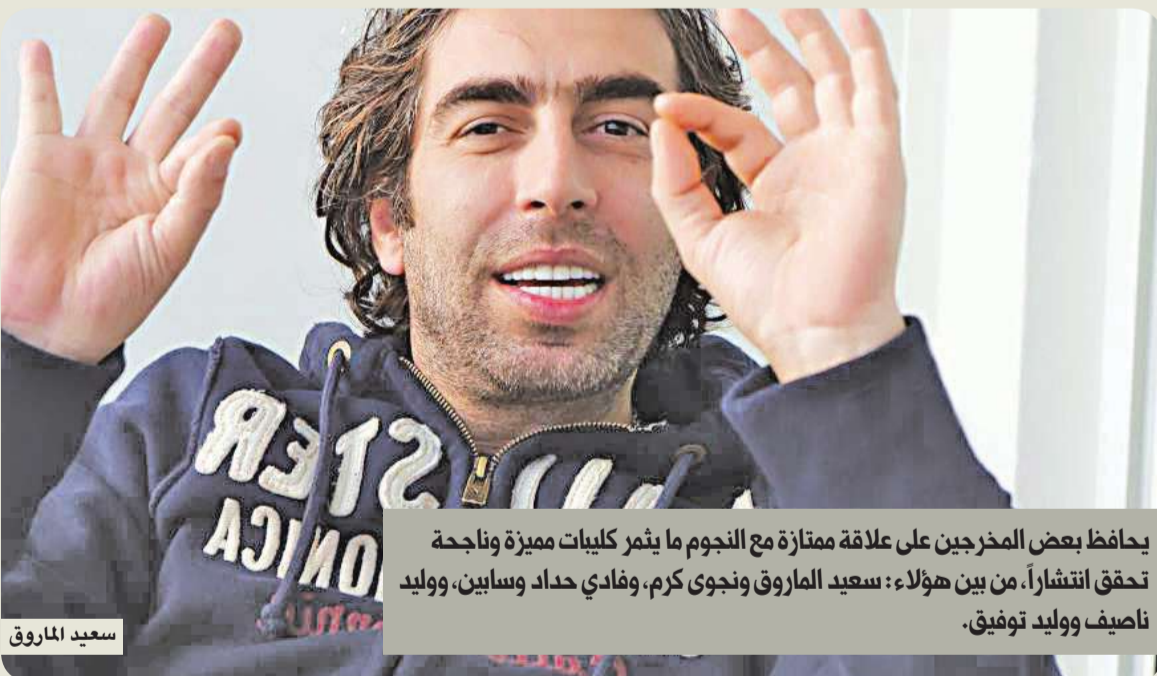 يحافظ بعض المخرجين على علاقة ممتازة مع النجوم ما يثمر كليبات مميزة وناجحة
تحقق انتشاراً، من بين هؤلاء: سعيد الماروق ونجوى كرم، وفادي حداد وسابين، ووليد
ناصيف ووليد توفيق.
سعيد الماروق